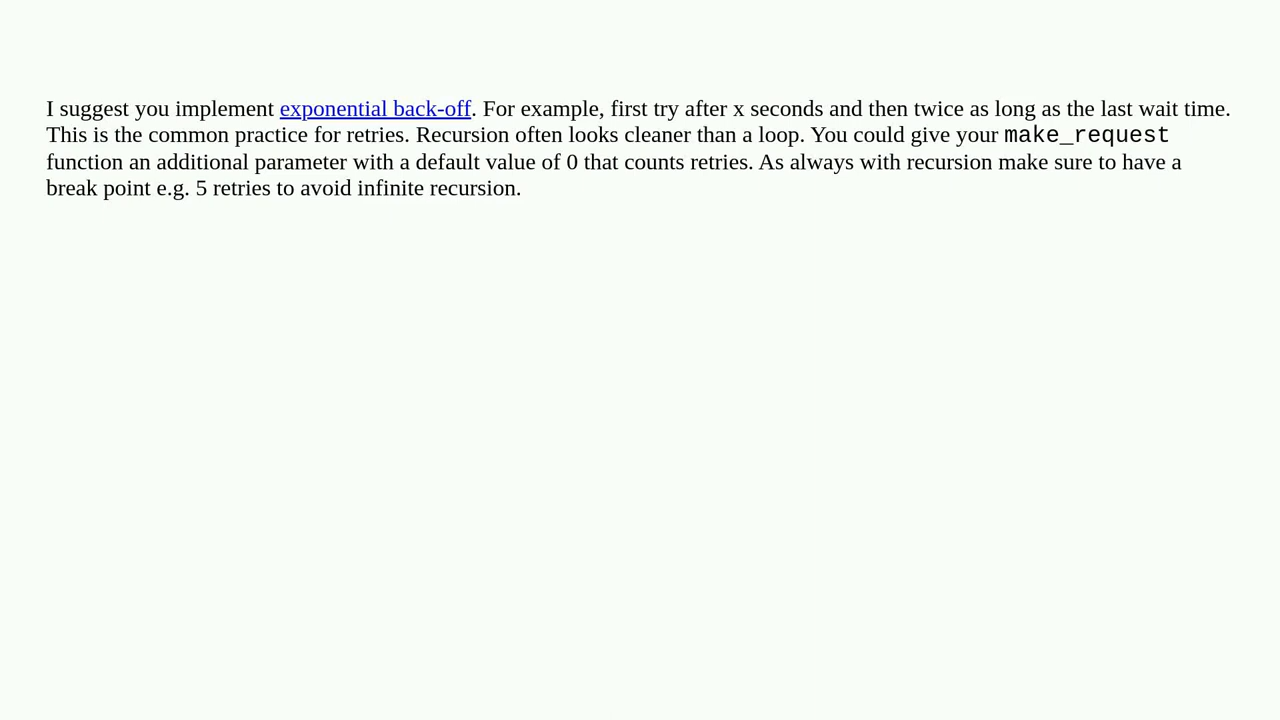 I suggest you implement exponential back-off. For example, first try after x seconds and then twice as long as the last wait time.
This is the common practice for retries. Recursion often looks cleaner than a loop. You could give your make_request
function an additional parameter with a default value of 0 that counts retries. As always with recursion make sure to have a
break point e.g. 5 retries to avoid infinite recursion.